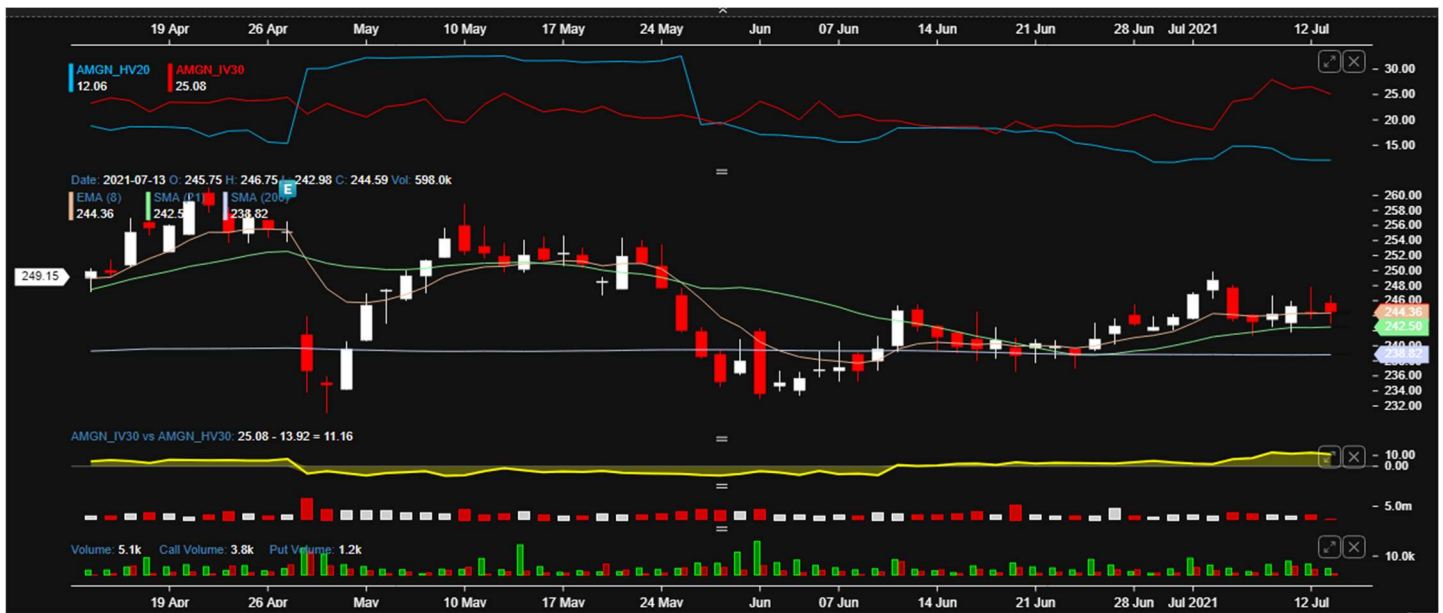 19 Apr 26 Apr May 10 May 17 May 24 May Jun 07 Jun 14 Jun 21 Jun 28 Jun Jul 2021 12 Jul
AMGN_HV20 AMGN_IV30
12.06 25.08
30.00
25.00
20.00
15.00
Date: 2021-07-13 O: 245.75 H: 246.75 L: 242.98 C: 244.59 Vol: 598.0k
EMA (8) SMA (21) SMA (200)
244.36 242.5 238.82
E
260.00
258.00
256.00
254.00
252.00
250.00
249.15
248.00
246.00
244.36
242.50
240.00
238.82
236.00
234.00
232.00
AMGN_IV30 vs AMGN_HV30: 25.08 - 13.92 = 11.16
10.00
0.00
5.0m
Volume: 5.1k Call Volume: 3.8k Put Volume: 1.2k
10.0k
19 Apr 26 Apr May 10 May 17 May 24 May Jun 07 Jun 14 Jun 21 Jun 28 Jun Jul 2021 12 Jul